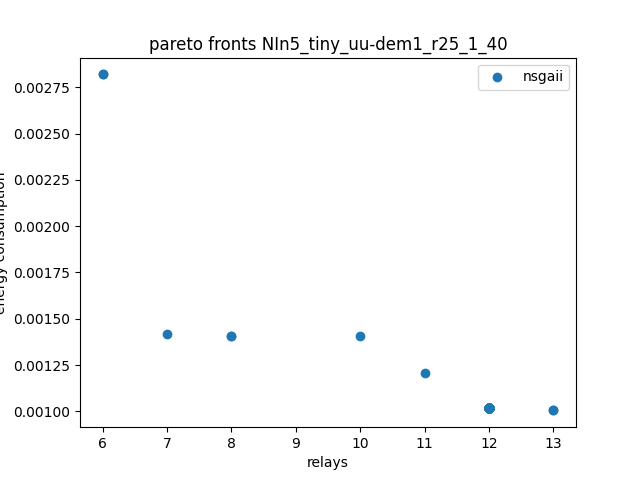 pareto fronts NIn5_tiny_uu-dem1_r25_1_40
nsgaii
0.00275
0.00250
0.00225
0.00200
0.00175
0.00150
0.00125
0.00100
energy consumption
6 7 8 9 10 11 12 13
relays